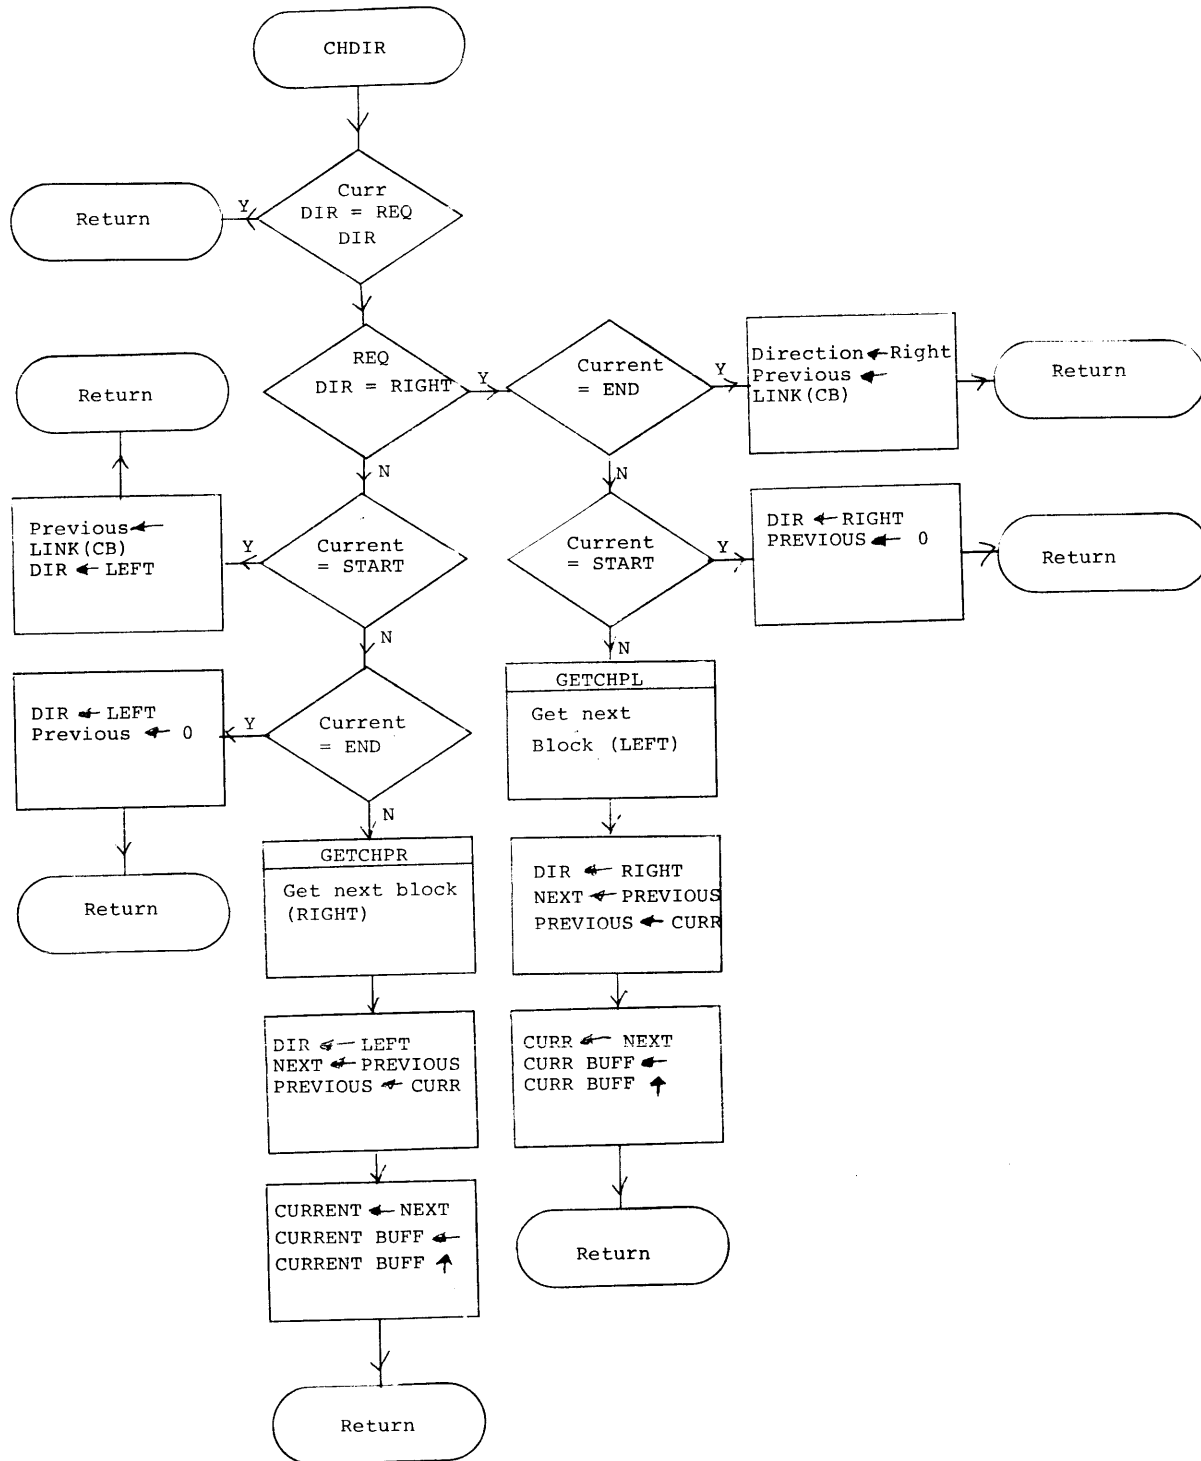 CHDIR
Curr
DIR = REQ
DIR
Y
Return
REQ
DIR = RIGHT
Y
Current
= END
Y
Direction ← Right
Previous ←
LINK(CB)
Return
Return
N
N
Previous ←
LINK(CB)
DIR ← LEFT
Y
Current
= START
Current
= START
Y
DIR ← RIGHT
PREVIOUS ← 0
Return
N
N
DIR ← LEFT
Previous ← 0
Y
Current
= END
GETCHPL
Get next
Block (LEFT)
N
Return
GETCHPR
Get next block
(RIGHT)
DIR ← RIGHT
NEXT ← PREVIOUS
PREVIOUS ← CURR
DIR ← LEFT
NEXT ← PREVIOUS
PREVIOUS ← CURR
CURR ← NEXT
CURR BUFF ←
CURR BUFF ↑
CURRENT ← NEXT
CURRENT BUFF ←
CURRENT BUFF ↑
Return
Return